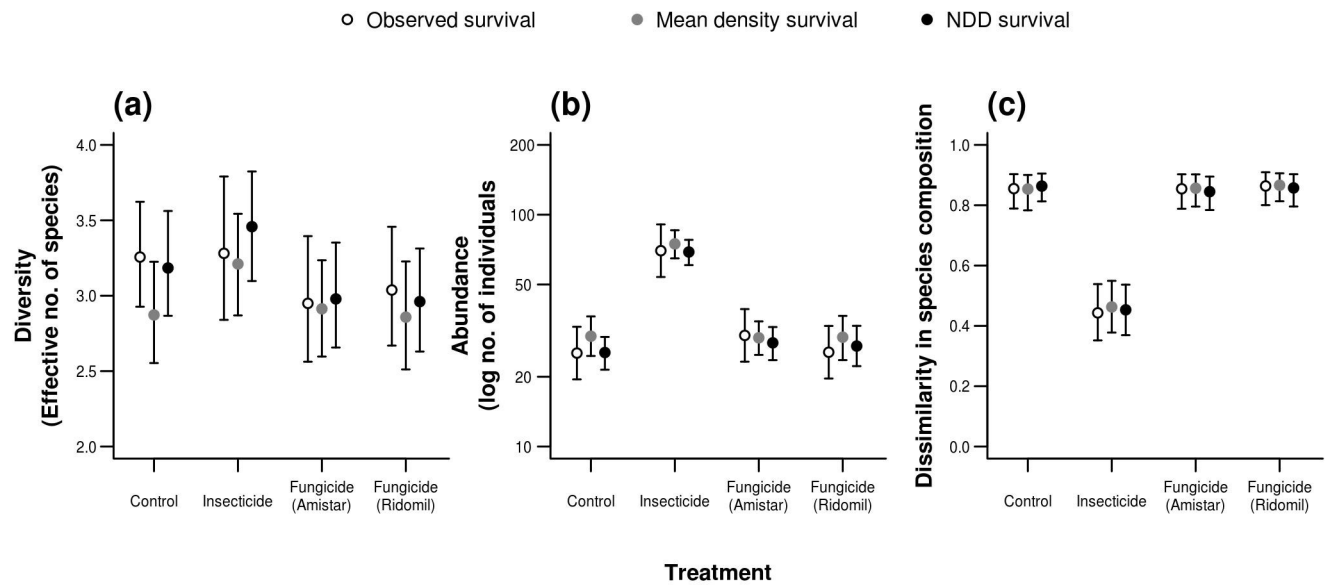 Observed survival
Mean density survival
NDD survival
(a)
Diversity
(Effective no. of species)
4.0
3.5
3.0
2.5
2.0
Control
Insecticide
Fungicide
(Amistar)
Fungicide
(Ridomil)
(b)
Abundance
(log no. of individuals)
200
100
50
20
10
Control
Insecticide
Fungicide
(Amistar)
Fungicide
(Ridomil)
(c)
Dissimilarity in species composition
1.0
0.8
0.6
0.4
0.2
0.0
Control
Insecticide
Fungicide
(Amistar)
Fungicide
(Ridomil)
Treatment